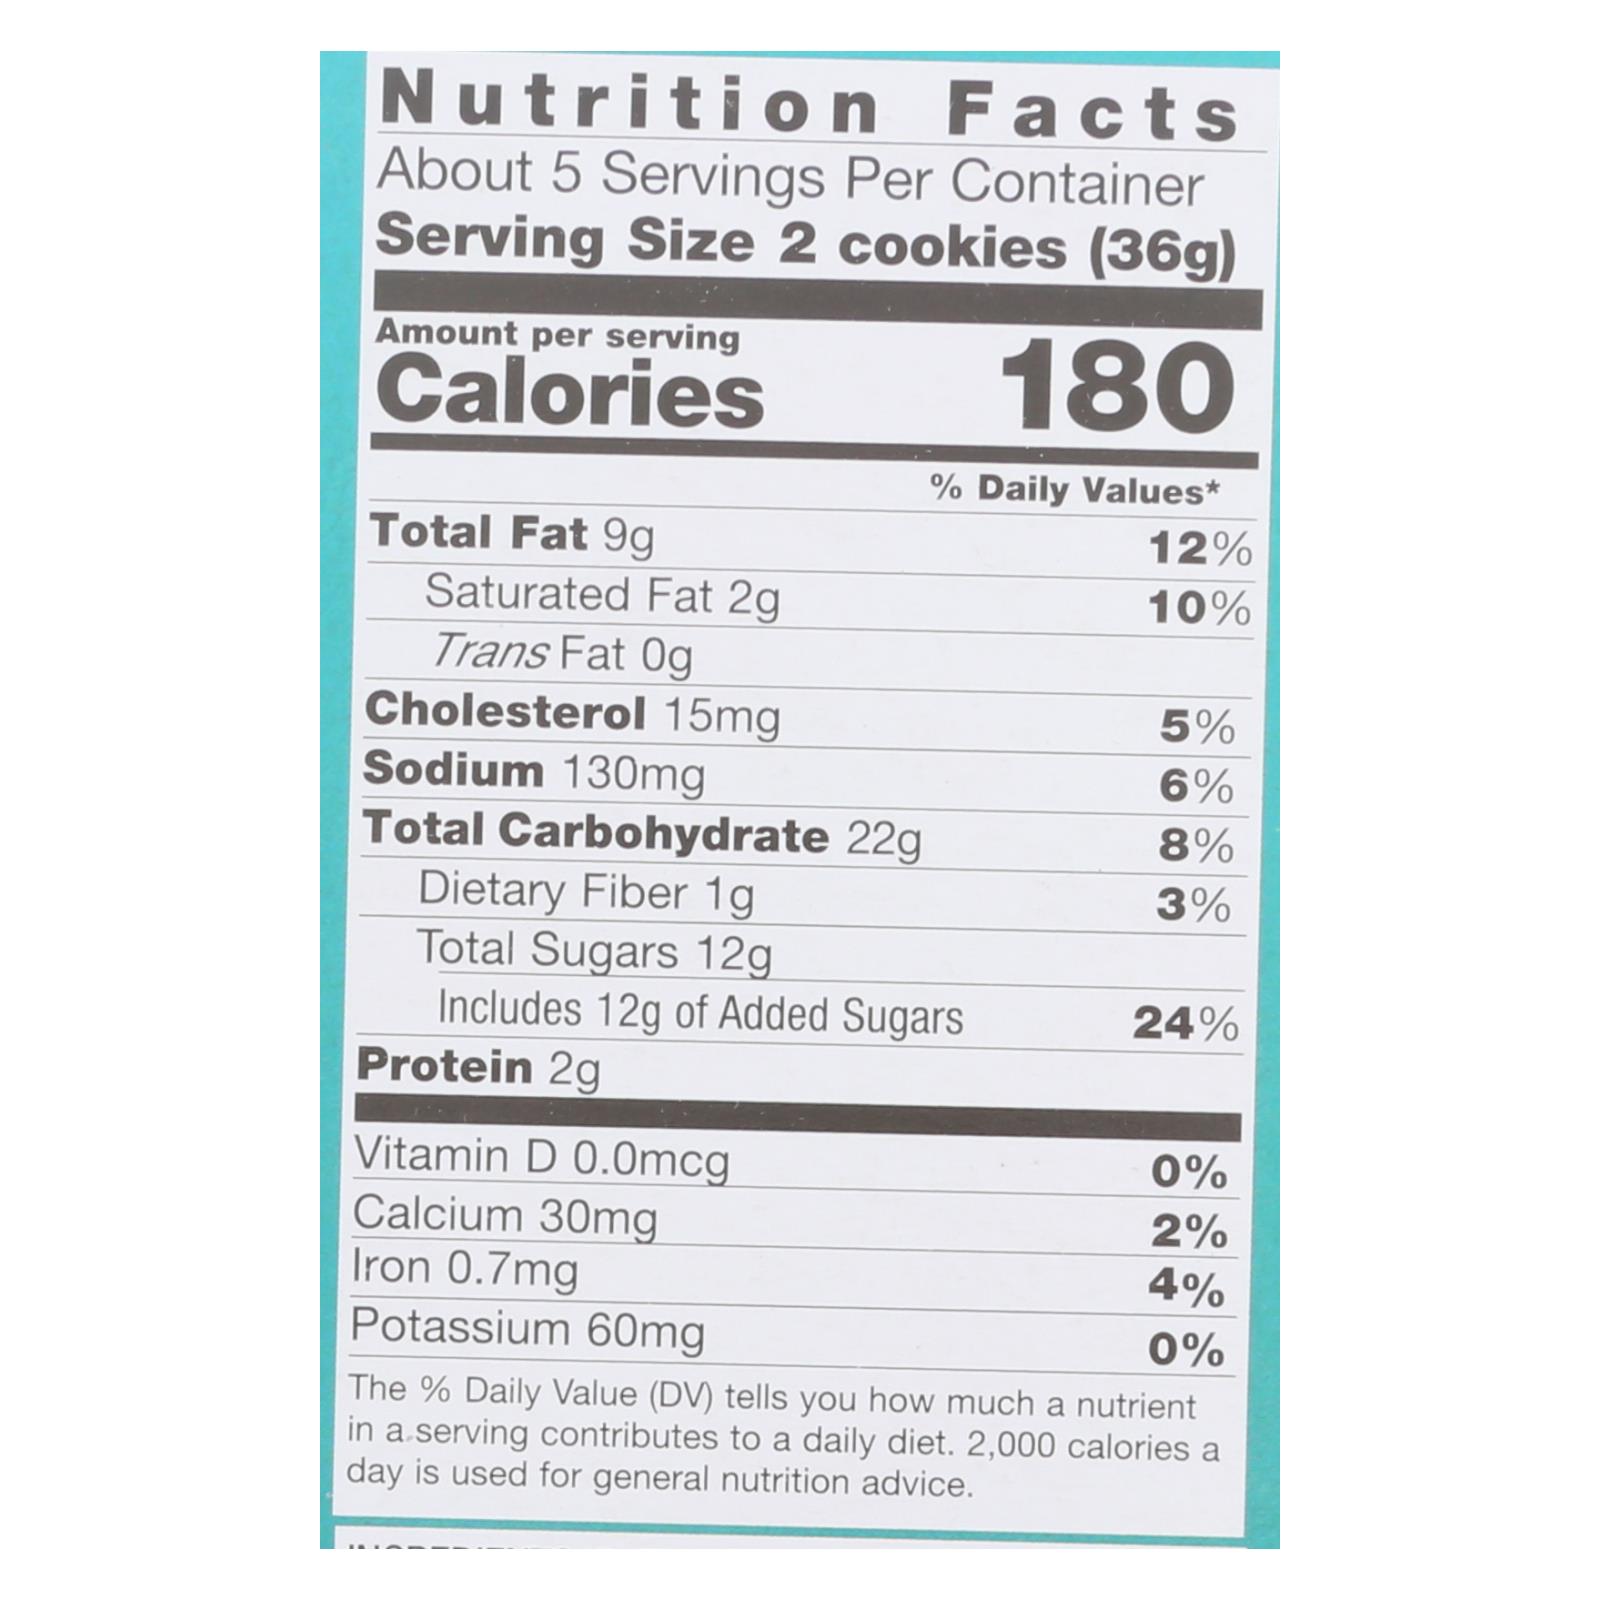 Nutrition Facts
About 5 Servings Per Container
Serving Size 2 cookies (36g)
Amount per serving
Calories 180
% Daily Values*
Total Fat 9g 12%
Saturated Fat 2g 10%
Trans Fat 0g
Cholesterol 15mg 5%
Sodium 130mg 6%
Total Carbohydrate 22g 8%
Dietary Fiber 1g 3%
Total Sugars 12g
Includes 12g of Added Sugars 24%
Protein 2g
Vitamin D 0.0mcg 0%
Calcium 30mg 2%
Iron 0.7mg 4%
Potassium 60mg 0%
The % Daily Value (DV) tells you how much a nutrient
in a serving contributes to a daily diet. 2,000 calories a
day is used for general nutrition advice.